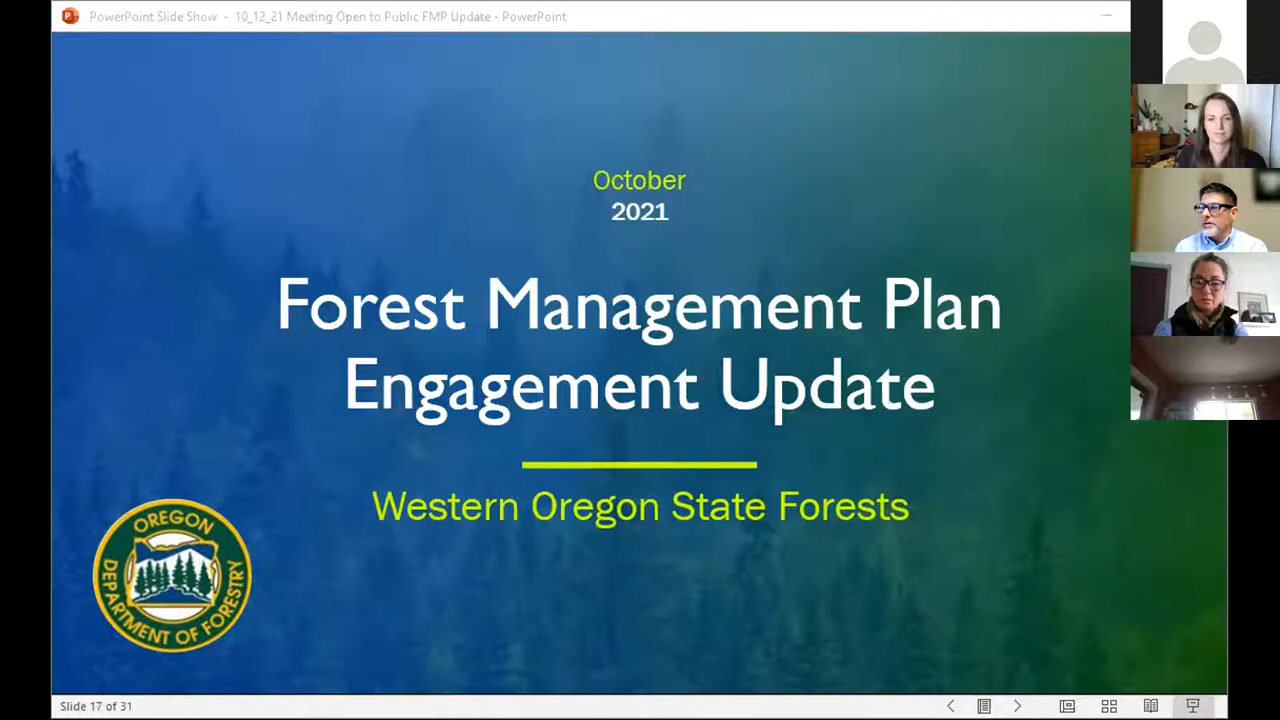 PowerPoint Slide Show - 10_12_21 Meeting Open to Public FMP Update - PowerPoint
October
2021
Forest Management Plan
Engagement Update
Western Oregon State Forests
OREGON
DEPARTMENT OF FORESTRY
Slide 17 of 31